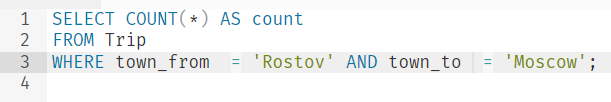 1 SELECT COUNT(*) AS count
2 FROM Trip
3 WHERE town_from  = 'Rostov' AND town_to  = 'Moscow';
4